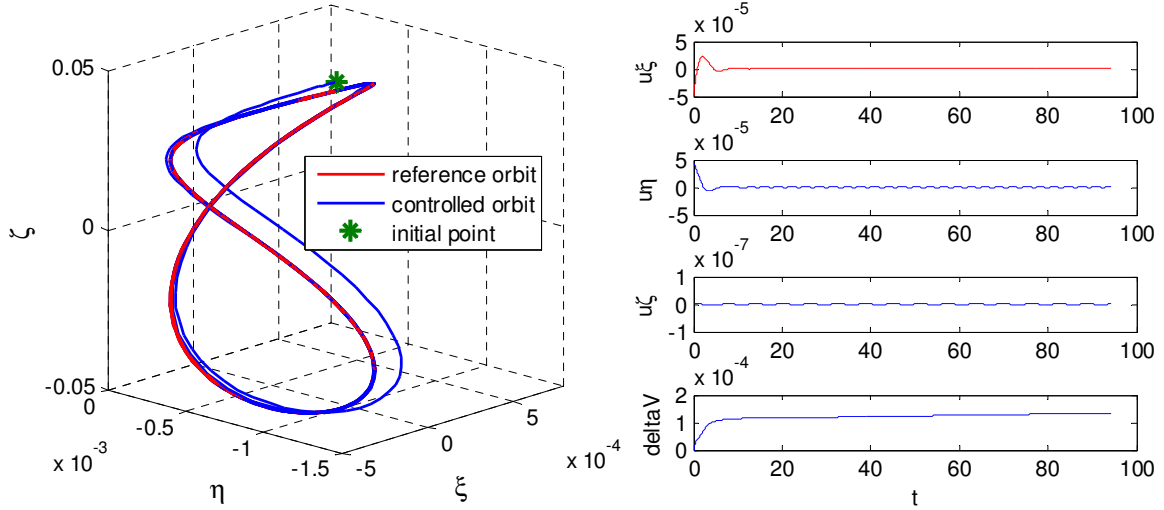 0.05
0
-0.05
ζ
0
-0.5
-1
-1.5
x 10⁻³
η
-5
0
5
x 10⁻⁴
ξ
reference orbit
controlled orbit
initial point
x 10⁻⁵
5
0
-5
uξ
0 20 40 60 80 100
x 10⁻⁵
5
0
-5
uη
0 20 40 60 80 100
x 10⁻⁷
1
0
-1
uζ
0 20 40 60 80 100
x 10⁻⁴
2
1
0
deltaV
0 20 40 60 80 100
t